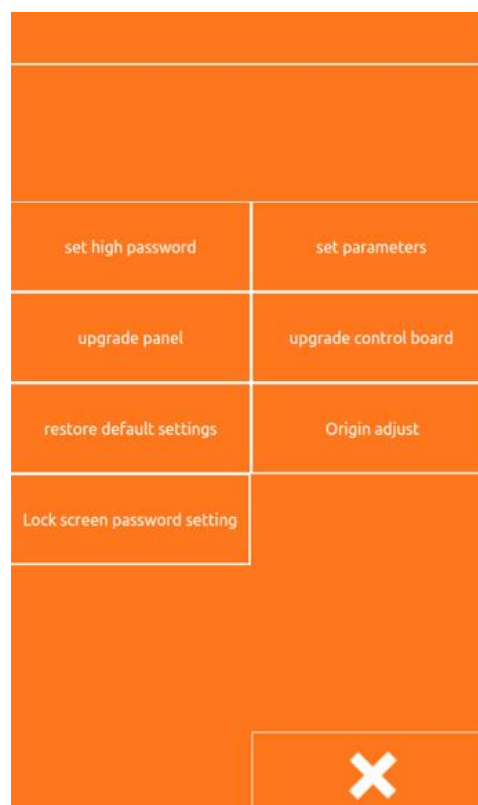 set high password
set parameters
upgrade panel
upgrade control board
restore default settings
Origin adjust
Lock screen password setting